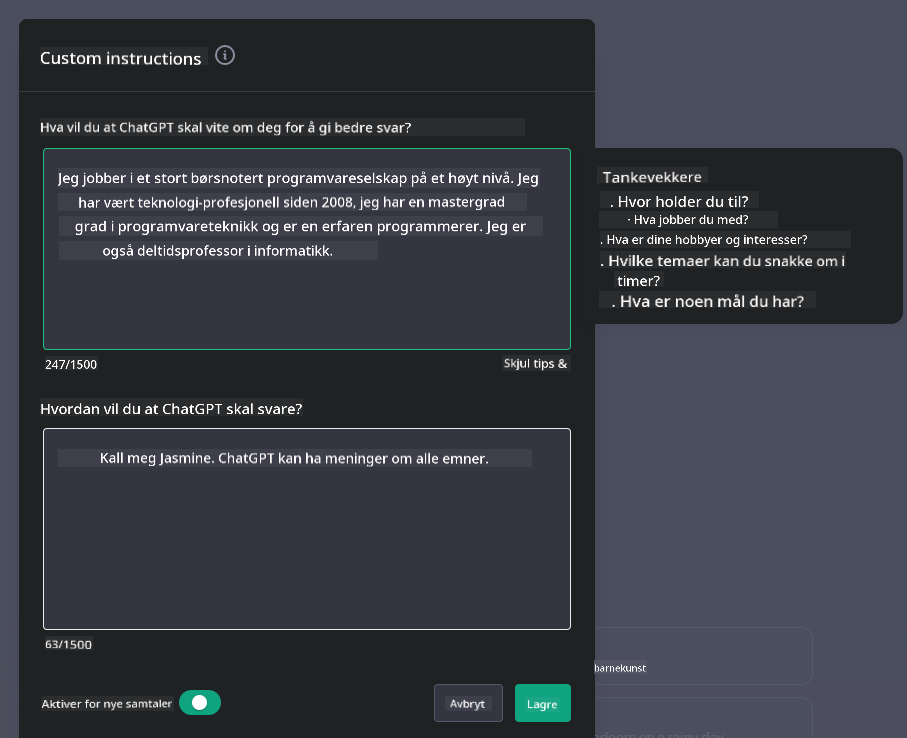 Custom instructions
Hva vil du at ChatGPT skal vite om deg for å gi bedre svar?
Jeg jobber i et stort børsnotert programvareselskap på et høyt nivå. Jeg
har vært teknologi-profesjonell siden 2008, jeg har en mastergrad
grad i programvareteknikk og er en erfaren programmerer. Jeg er
også deltidsprofessor i informatikk.
247/1500
Skjul tips &
Tankevekkere
. Hvor holder du til?
· Hva jobber du med?
. Hva er dine hobbyer og interesser?
. Hvilke temaer kan du snakke om i
timer?
. Hva er noen mål du har?
Hvordan vil du at ChatGPT skal svare?
Kall meg Jasmine. ChatGPT kan ha meninger om alle emner.
63/1500
barnekunst
Aktiver for nye samtaler
Avbryt
Lagre
on a rainy day